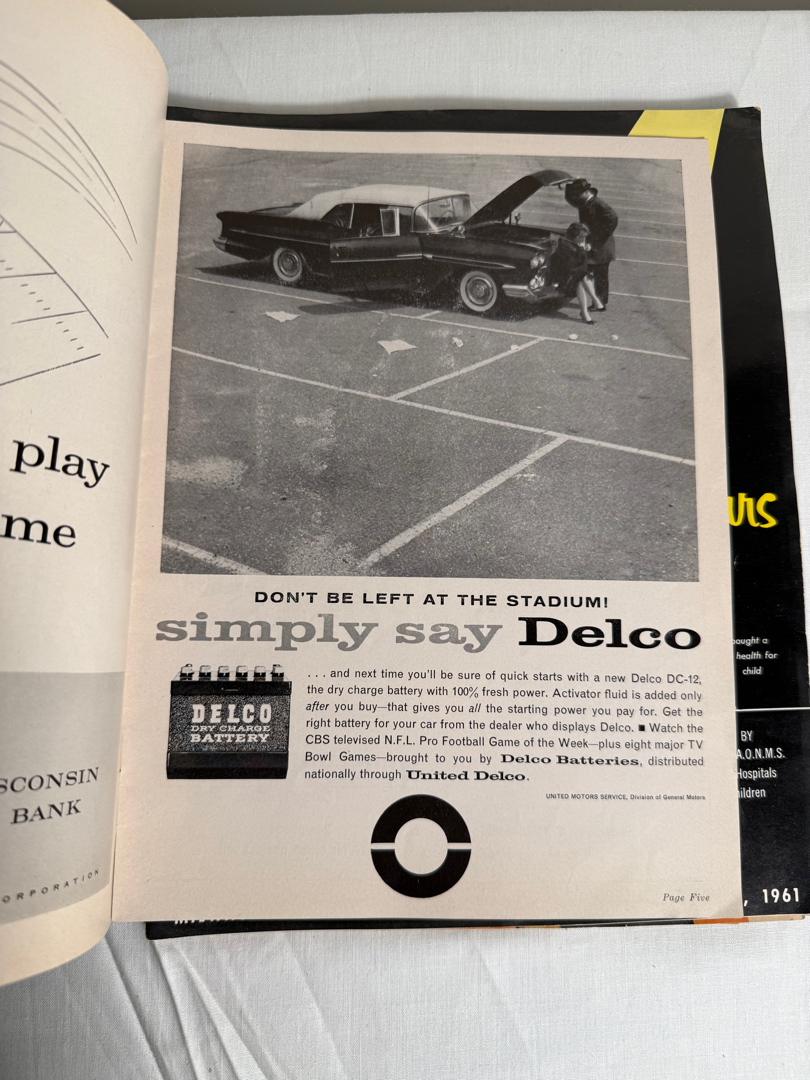 play
me
SCONSIN
BANK
ORPORATION
DON'T BE LEFT AT THE STADIUM!
simply say Delco
DELCO
DRY CHARGE
BATTERY
. . . and next time you'll be sure of quick starts with a new Delco DC-12,
the dry charge battery with 100% fresh power. Activator fluid is added only
after you buy—that gives you all the starting power you pay for. Get the
right battery for your car from the dealer who displays Delco. ■ Watch the
CBS televised N.F.L. Pro Football Game of the Week—plus eight major TV
Bowl Games—brought to you by Delco Batteries, distributed
nationally through United Delco.
UNITED MOTORS SERVICE, Division of General Motors
Page Five
urs
ought a
health for
child
BY
A.O.N.M.S.
Hospitals
ildren
, 1961